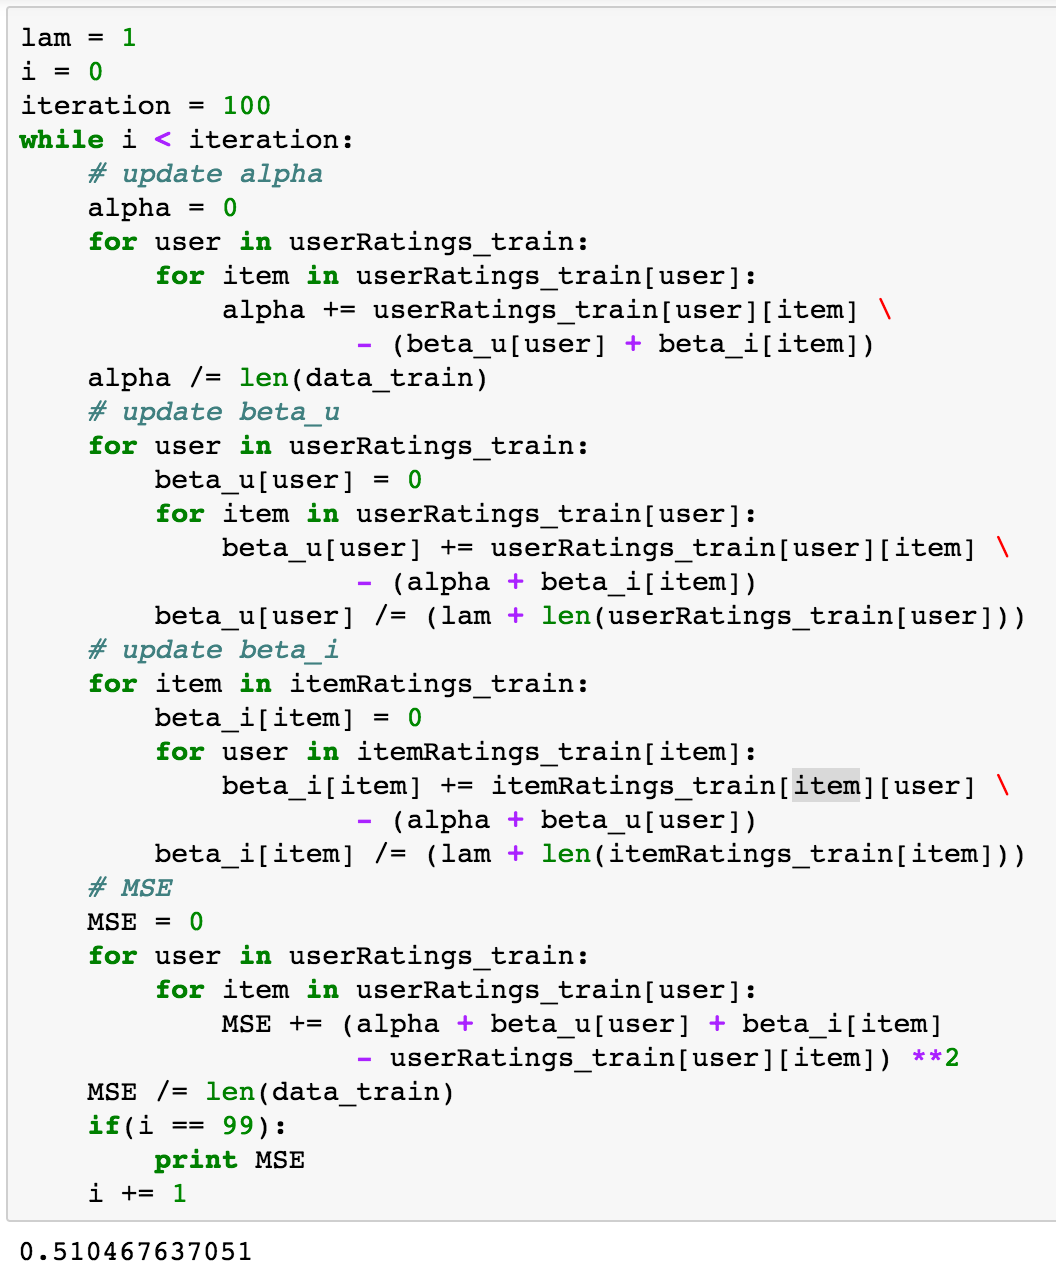 lam = 1
i = 0
iteration = 100
while i < iteration:
    # update alpha
    alpha = 0
    for user in userRatings_train:
        for item in userRatings_train[user]:
            alpha += userRatings_train[user][item] \
                    - (beta_u[user] + beta_i[item])
    alpha /= len(data_train)
    # update beta_u
    for user in userRatings_train:
        beta_u[user] = 0
        for item in userRatings_train[user]:
            beta_u[user] += userRatings_train[user][item] \
                    - (alpha + beta_i[item])
        beta_u[user] /= (lam + len(userRatings_train[user]))
    # update beta_i
    for item in itemRatings_train:
        beta_i[item] = 0
        for user in itemRatings_train[item]:
            beta_i[item] += itemRatings_train[item][user] \
                    - (alpha + beta_u[user])
        beta_i[item] /= (lam + len(itemRatings_train[item]))
    # MSE
    MSE = 0
    for user in userRatings_train:
        for item in userRatings_train[user]:
            MSE += (alpha + beta_u[user] + beta_i[item]
                    - userRatings_train[user][item]) **2
    MSE /= len(data_train)
    if(i == 99):
        print MSE
    i += 1
0.510467637051